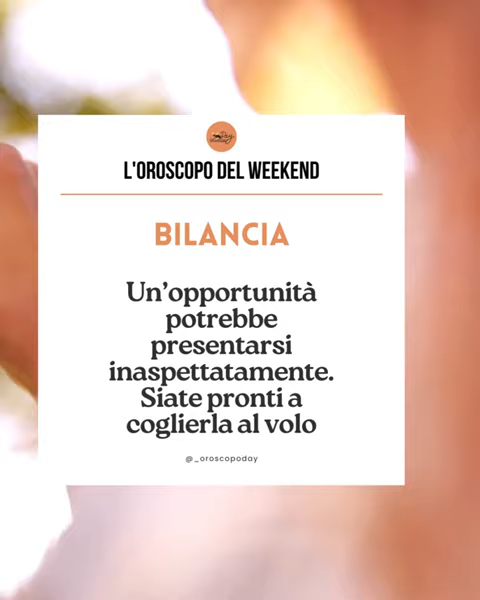 L'OROSCOPO DEL WEEKEND
BILANCIA
Un'opportunità
potrebbe
presentarsi
inaspettatamente.
Siate pronti a
coglierla al volo
@_oroscopoday